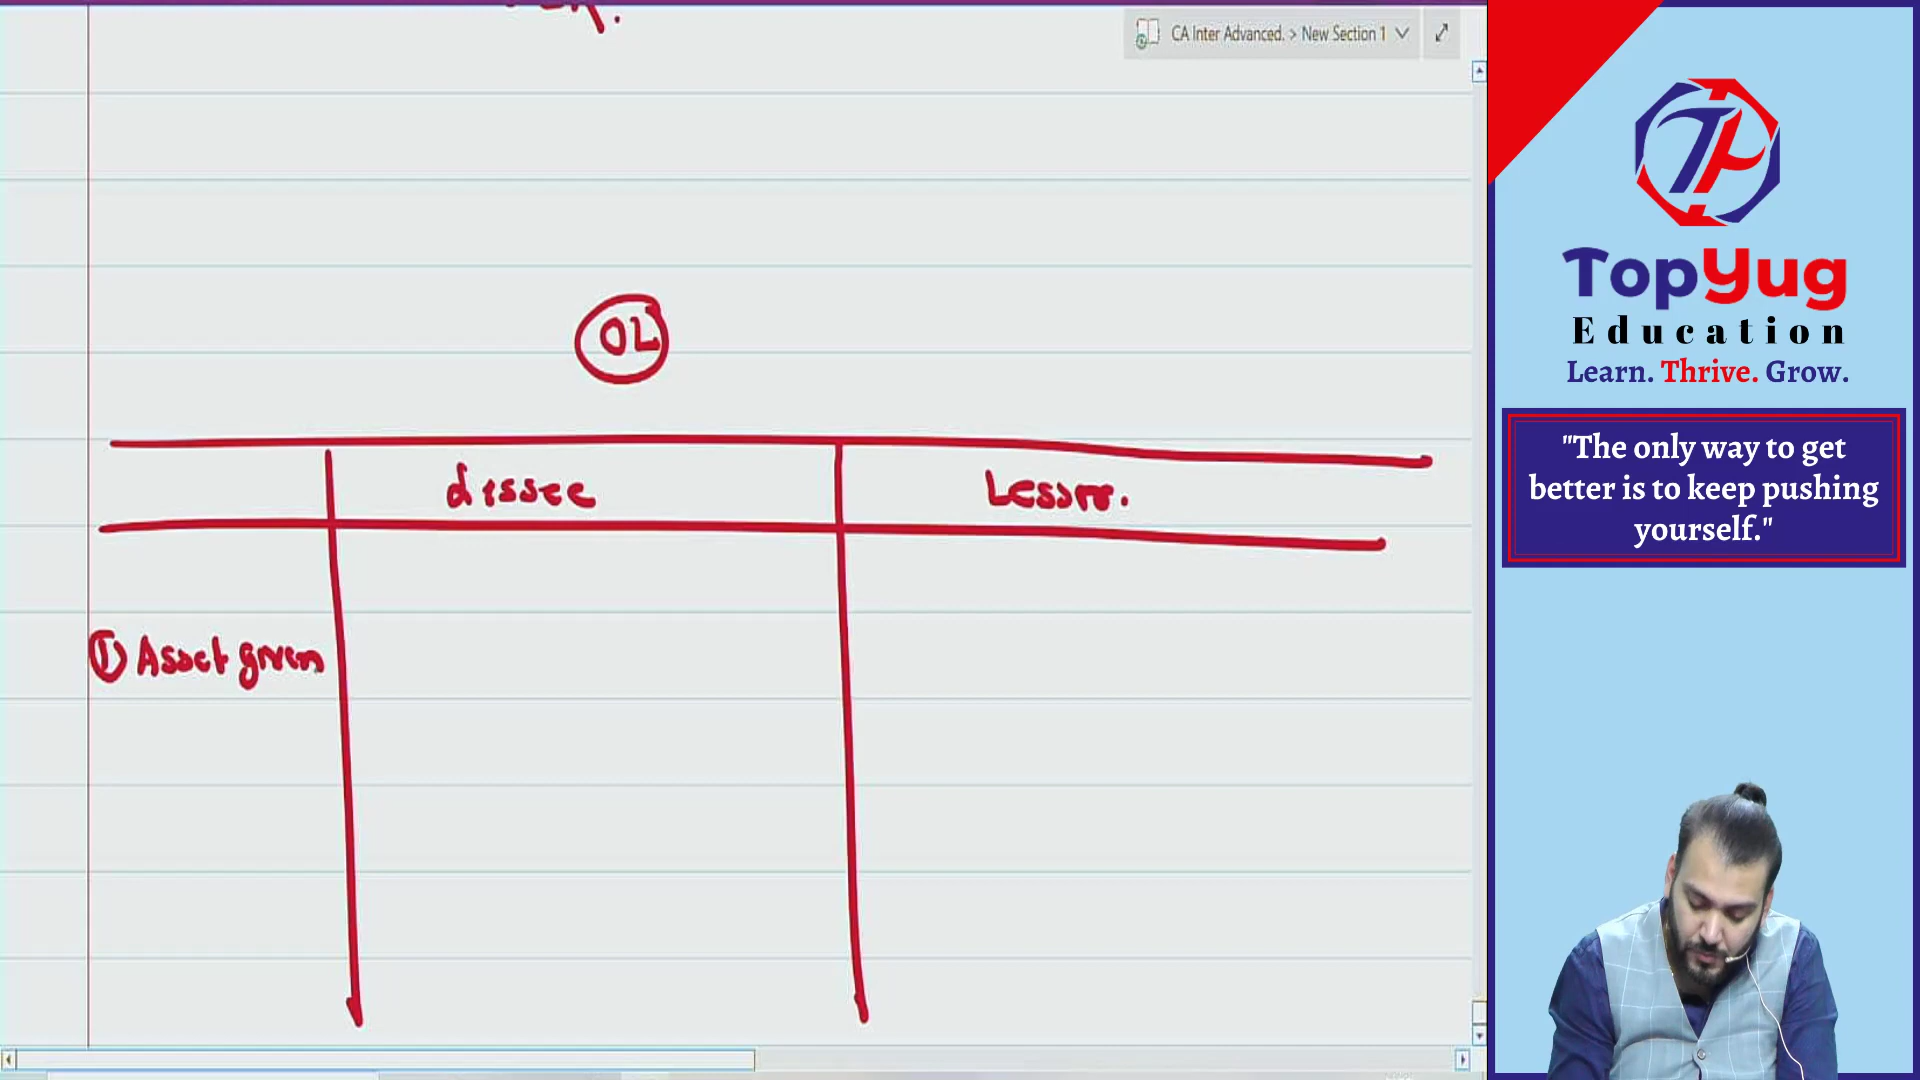 CA Inter Advanced. > New Section 1
OL
Lessee
Lessor.
① Asset given
TopYug
Education
Learn. Thrive. Grow.
"The only way to get
better is to keep pushing
yourself."